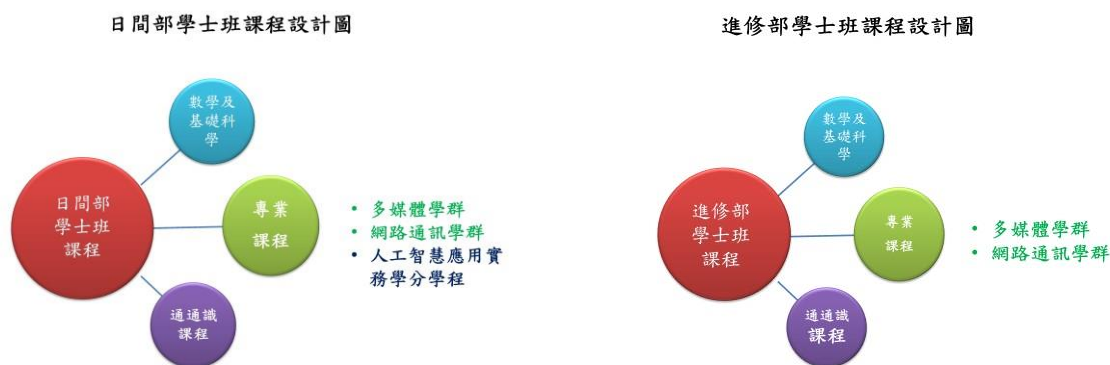 日間部學士班課程設計圖
數學及
基礎科
學
日間部
學士班
課程
專業
課程
• 多媒體學群
• 網路通訊學群
• 人工智慧應用實
務學分學程
通通識
課程
進修部學士班課程設計圖
數學及
基礎科
學
進修部
學士班
課程
專業
課程
• 多媒體學群
• 網路通訊學群
通通識
課程